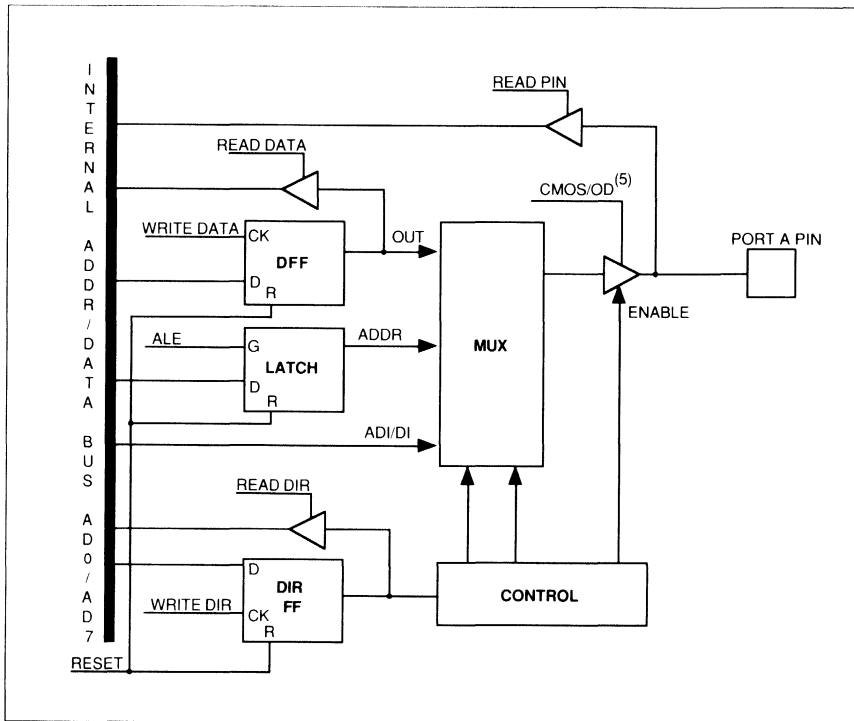 INTERNAL ADDR/DATA BUS AD0/AD7
READ PIN
READ DATA
CMOS/OD(5)
WRITE DATA
CK
DFF
D
R
OUT
PORT A PIN
ENABLE
ALE
G
LATCH
D
R
ADDR
MUX
ADI/DI
READ DIR
D
DIR
FF
WRITE DIR
CK
R
CONTROL
RESET